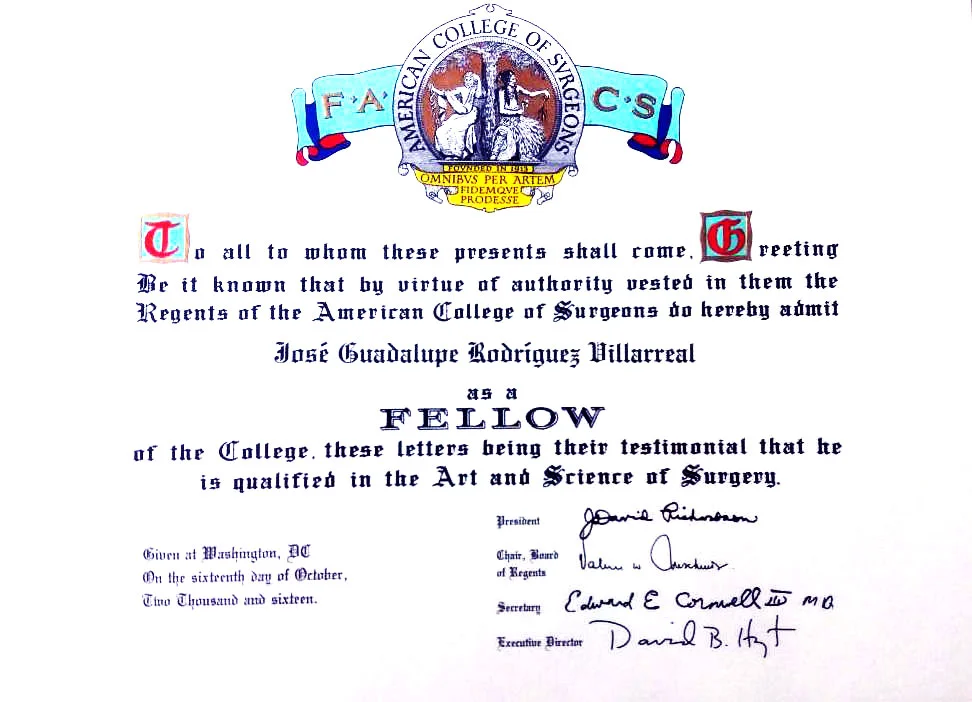 AMERICAN COLLEGE OF SVRGEONS
F·A·C·S
FOVNDED IN 1913
OMNIBVS PER ARTEM
FIDEMQVE
PRODESSE
To all to whom these presents shall come, Greeting
Be it known that by virtue of authority vested in them the
Regents of the American College of Surgeons do hereby admit
José Guadalupe Rodríguez Villarreal
as a
FELLOW
of the College, these letters being their testimonial that he
is qualified in the Art and Science of Surgery.
Given at Washington, DC
On the sixteenth day of October,
Two Thousand and sixteen.
President J David Richardson
Chair, Board
of Regents
Secretary Edward E Cornwell III MD
Executive Director David B. Hoyt